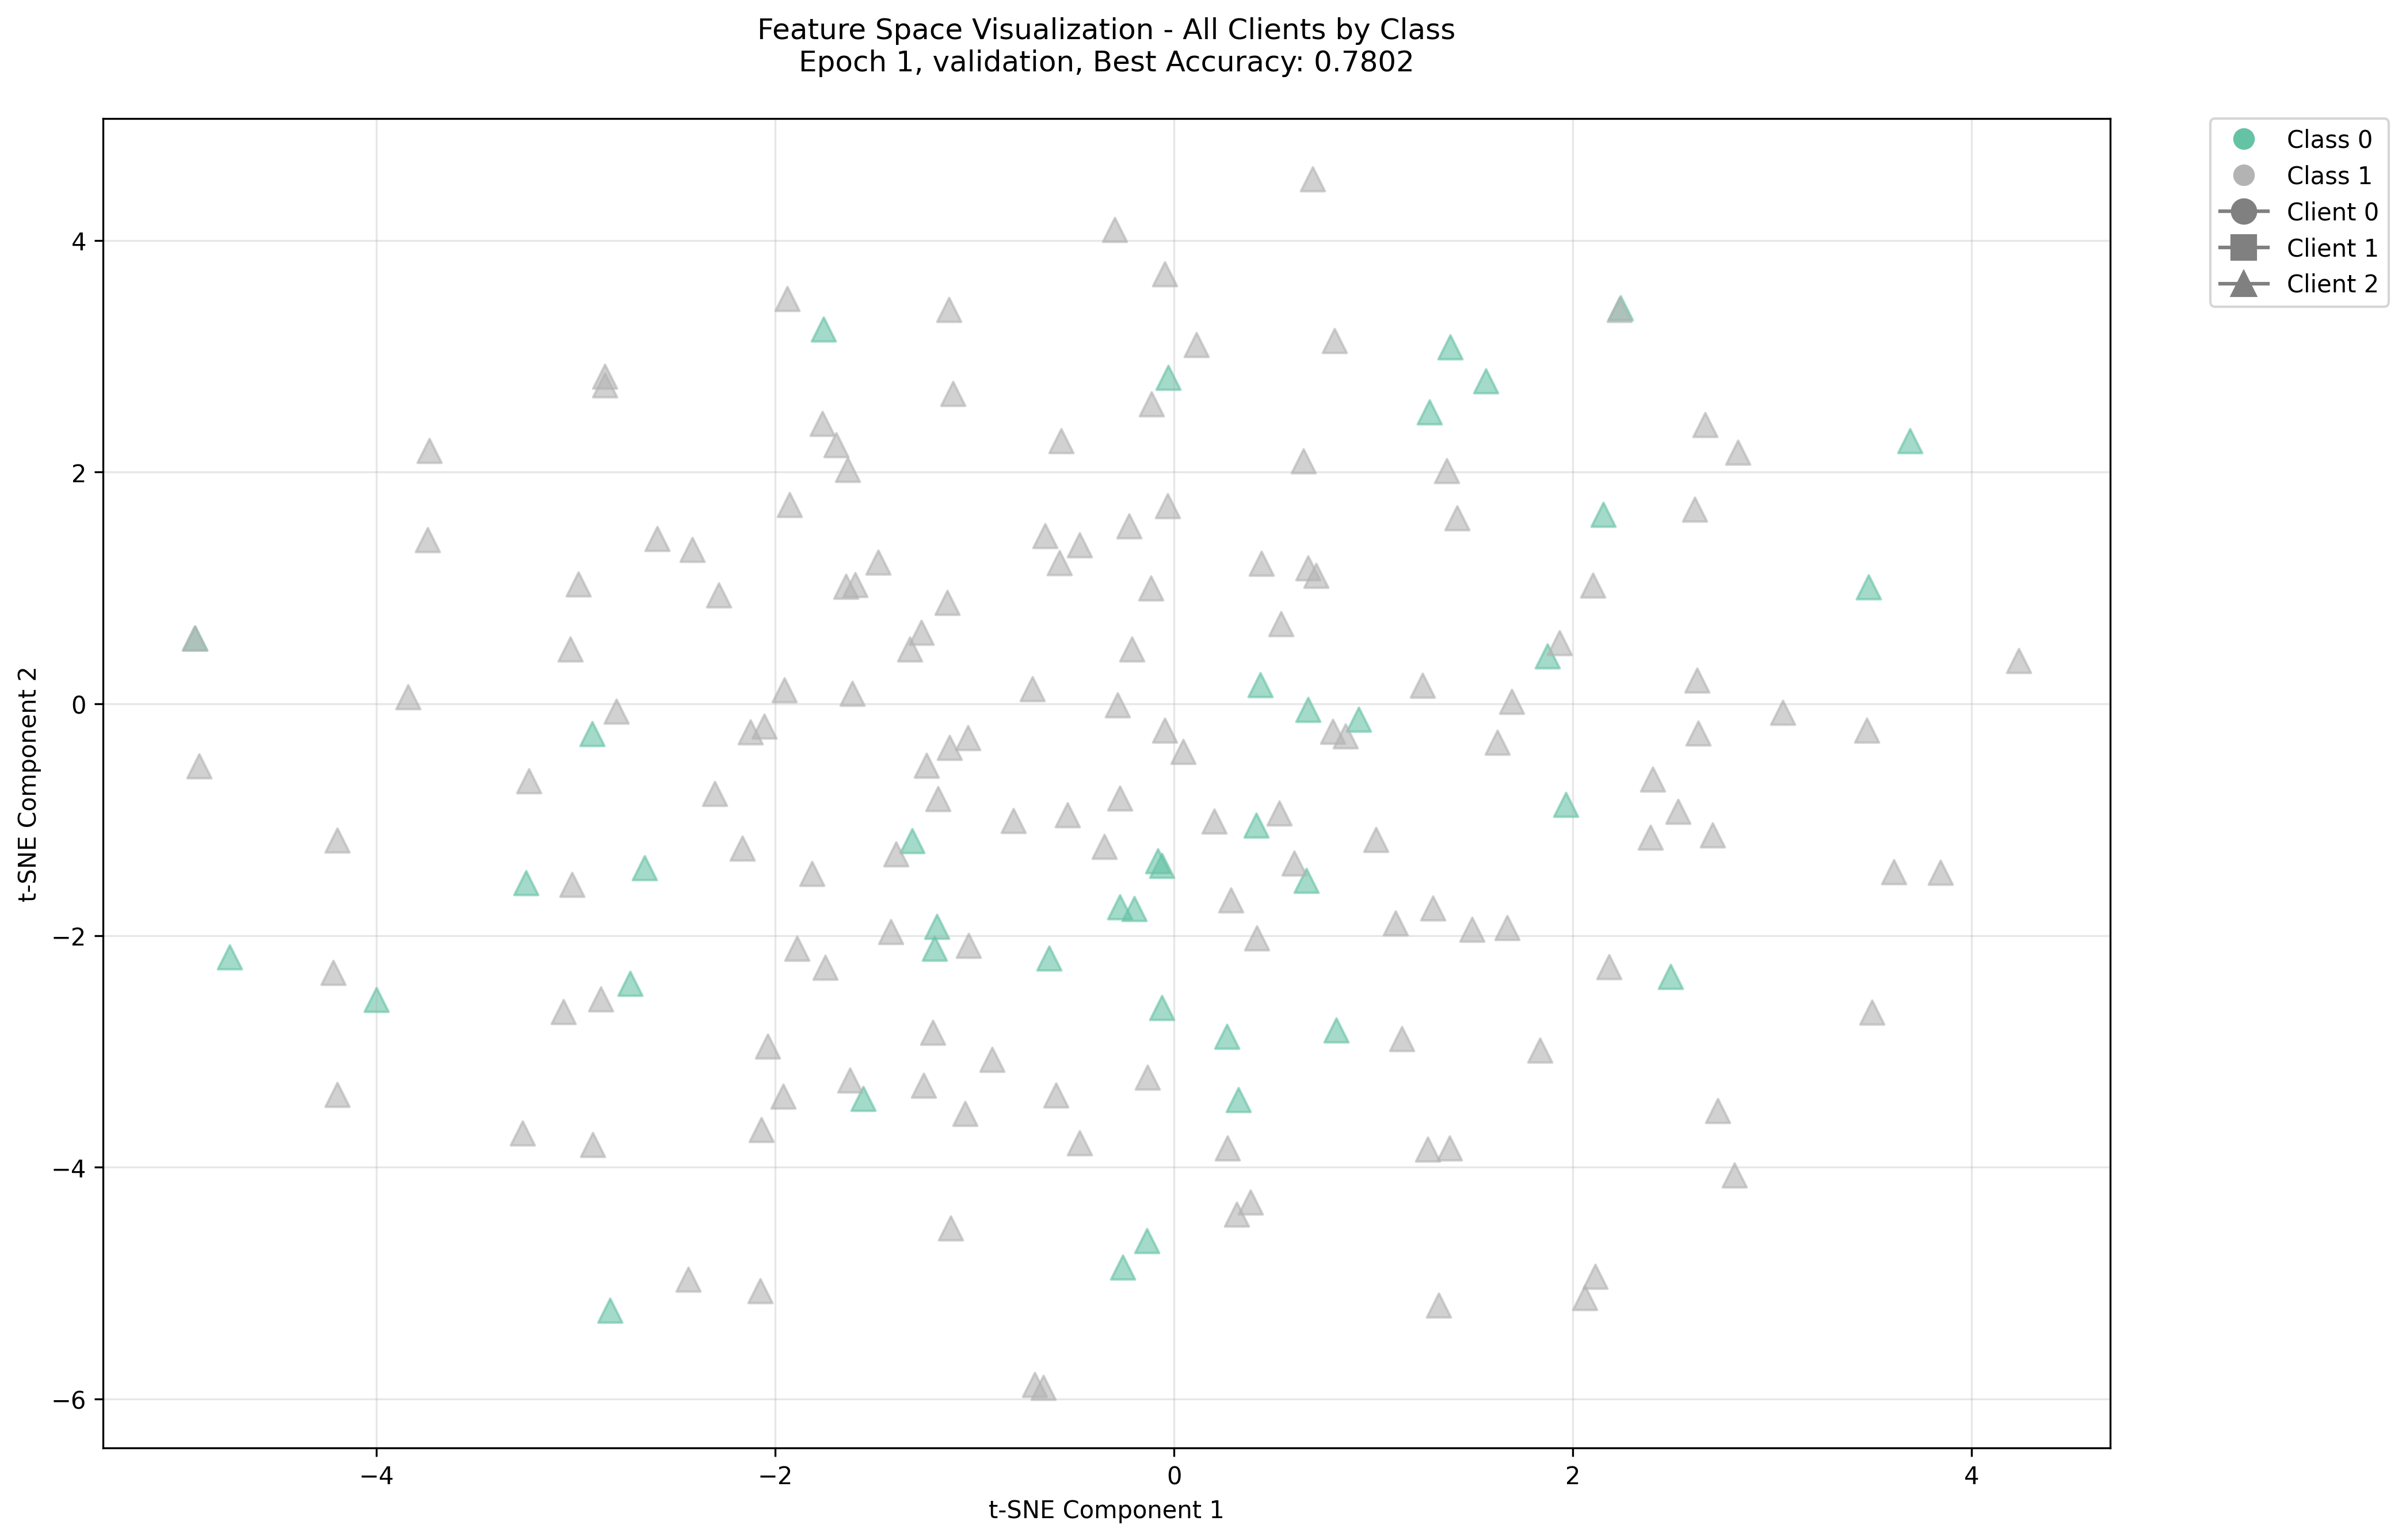 Feature Space Visualization - All Clients by Class
Epoch 1, validation, Best Accuracy: 0.7802
Class 0
Class 1
Client 0
Client 1
Client 2
t-SNE Component 2
4
2
0
−2
−4
−6
−4
−2
0
2
4
t-SNE Component 1